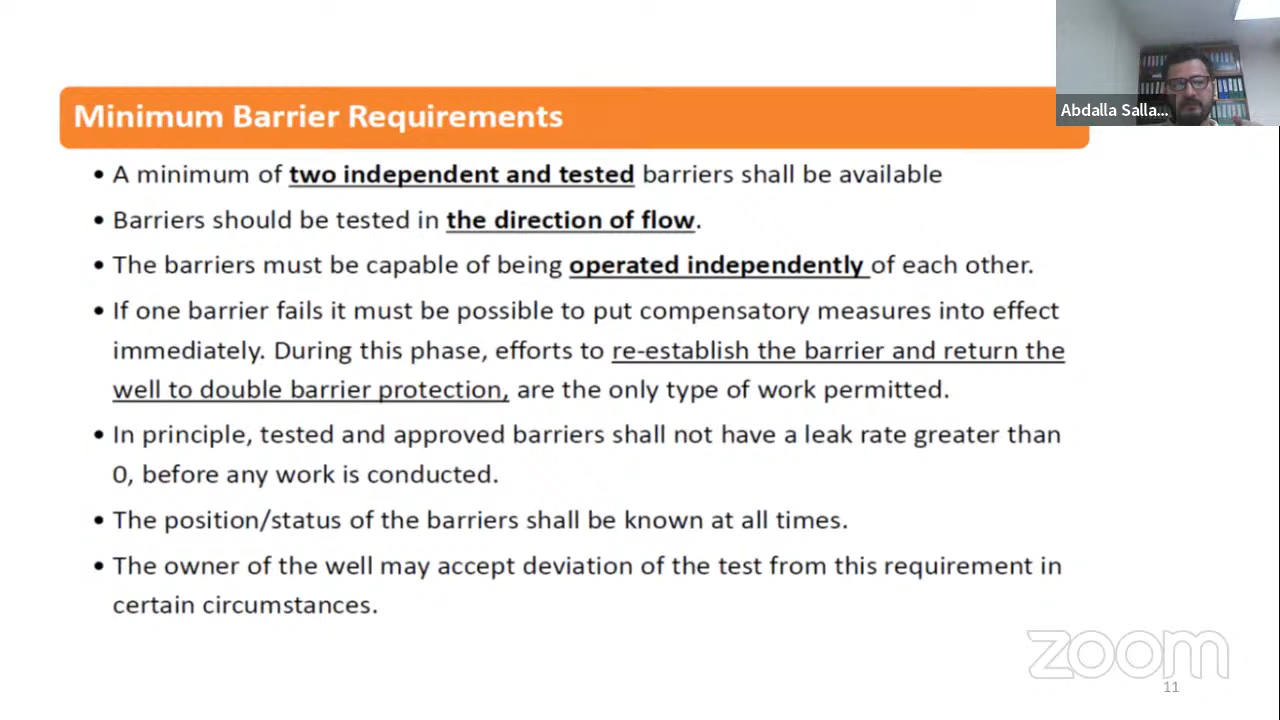 Minimum Barrier Requirements
Abdalla Salla...
• A minimum of two independent and tested barriers shall be available
• Barriers should be tested in the direction of flow.
• The barriers must be capable of being operated independently of each other.
• If one barrier fails it must be possible to put compensatory measures into effect
immediately. During this phase, efforts to re-establish the barrier and return the
well to double barrier protection, are the only type of work permitted.
• In principle, tested and approved barriers shall not have a leak rate greater than
0, before any work is conducted.
• The position/status of the barriers shall be known at all times.
• The owner of the well may accept deviation of the test from this requirement in
certain circumstances.
zoom
11